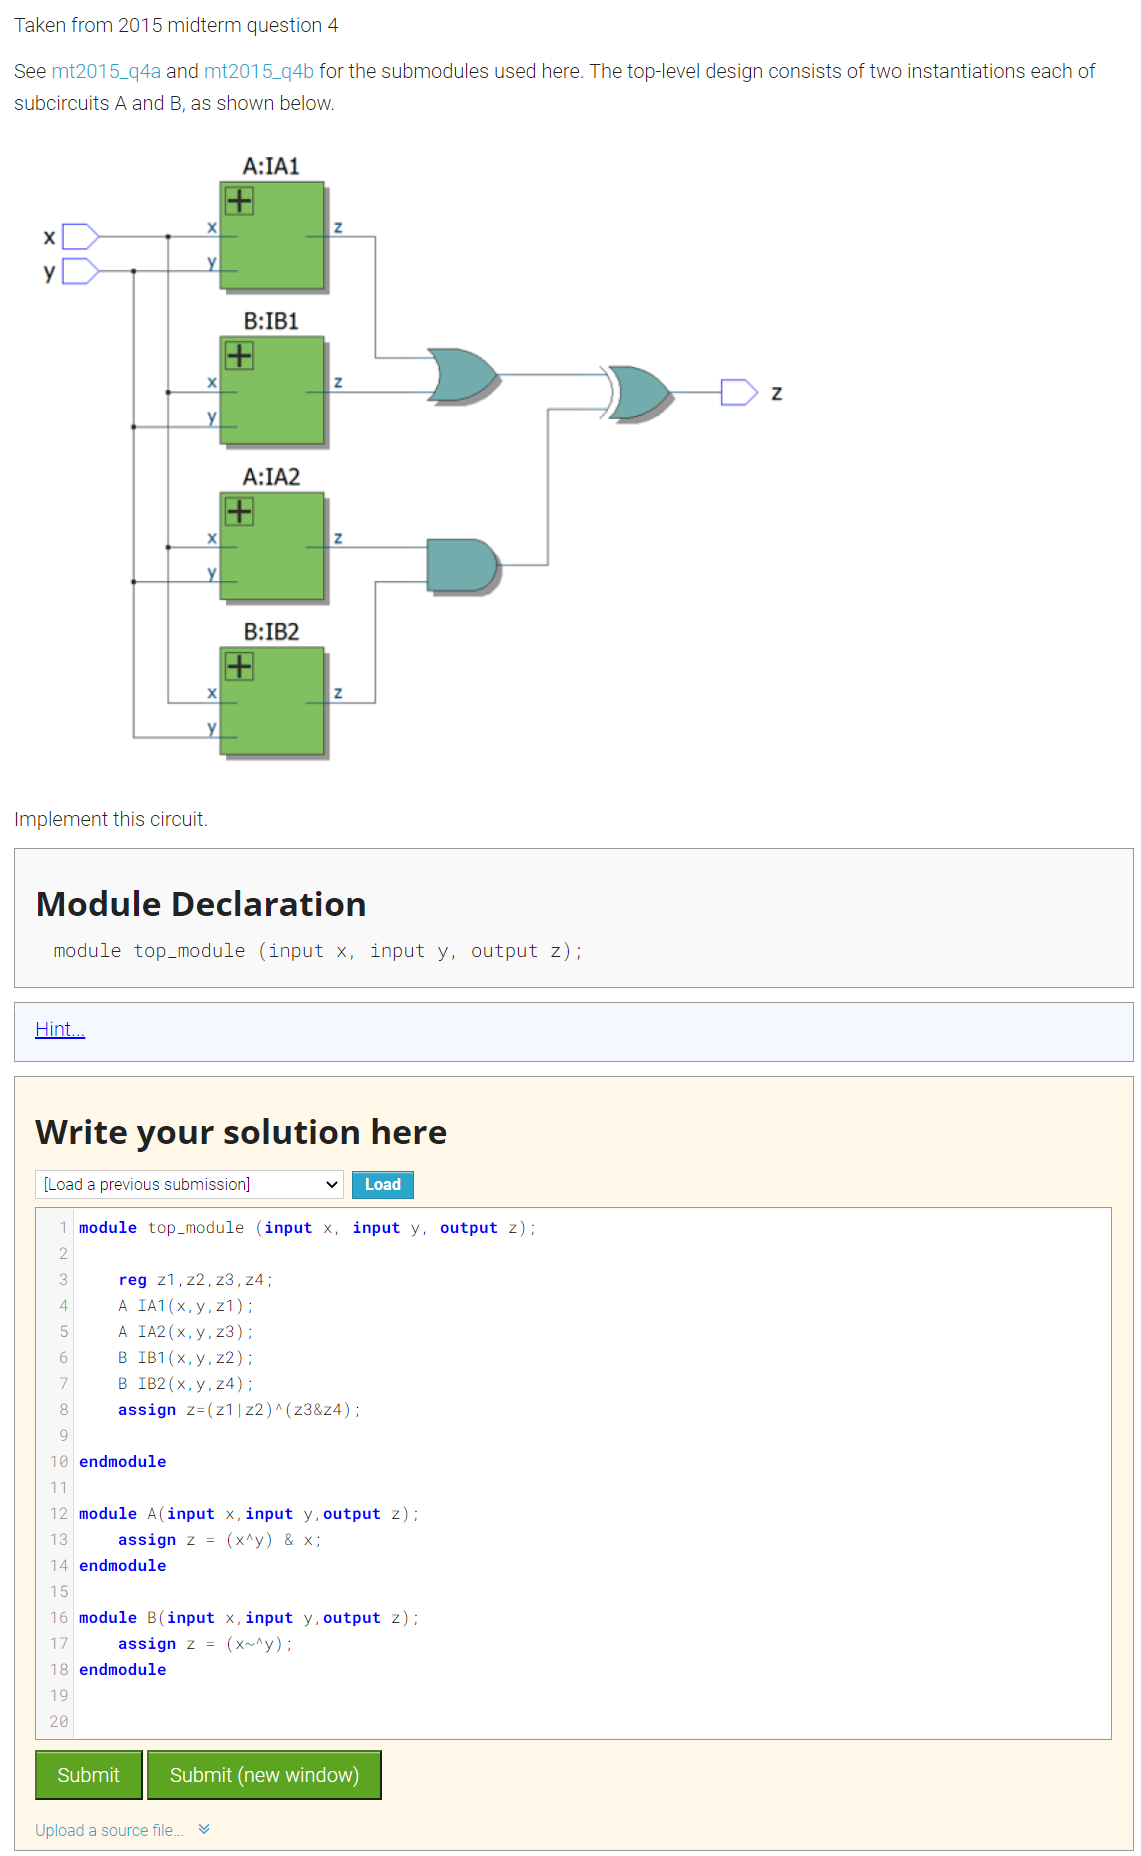 Taken from 2015 midterm question 4
See mt2015_q4a and mt2015_q4b for the submodules used here. The top-level design consists of two instantiations each of
subcircuits A and B, as shown below.
A:IA1
x
y
x
y
z
B:IB1
x
y
z
z
A:IA2
x
y
z
B:IB2
x
y
z
Implement this circuit.
Module Declaration
module top_module (input x, input y, output z);
Hint...
Write your solution here
[Load a previous submission]
Load
1 module top_module (input x, input y, output z);
2
3     reg z1,z2,z3,z4;
4     A IA1(x,y,z1);
5     A IA2(x,y,z3);
6     B IB1(x,y,z2);
7     B IB2(x,y,z4);
8     assign z=(z1|z2)^(z3&z4);
9
10 endmodule
11
12 module A(input x,input y,output z);
13     assign z = (x^y) & x;
14 endmodule
15
16 module B(input x,input y,output z);
17     assign z = (x~^y);
18 endmodule
19
20
Submit
Submit (new window)
Upload a source file...